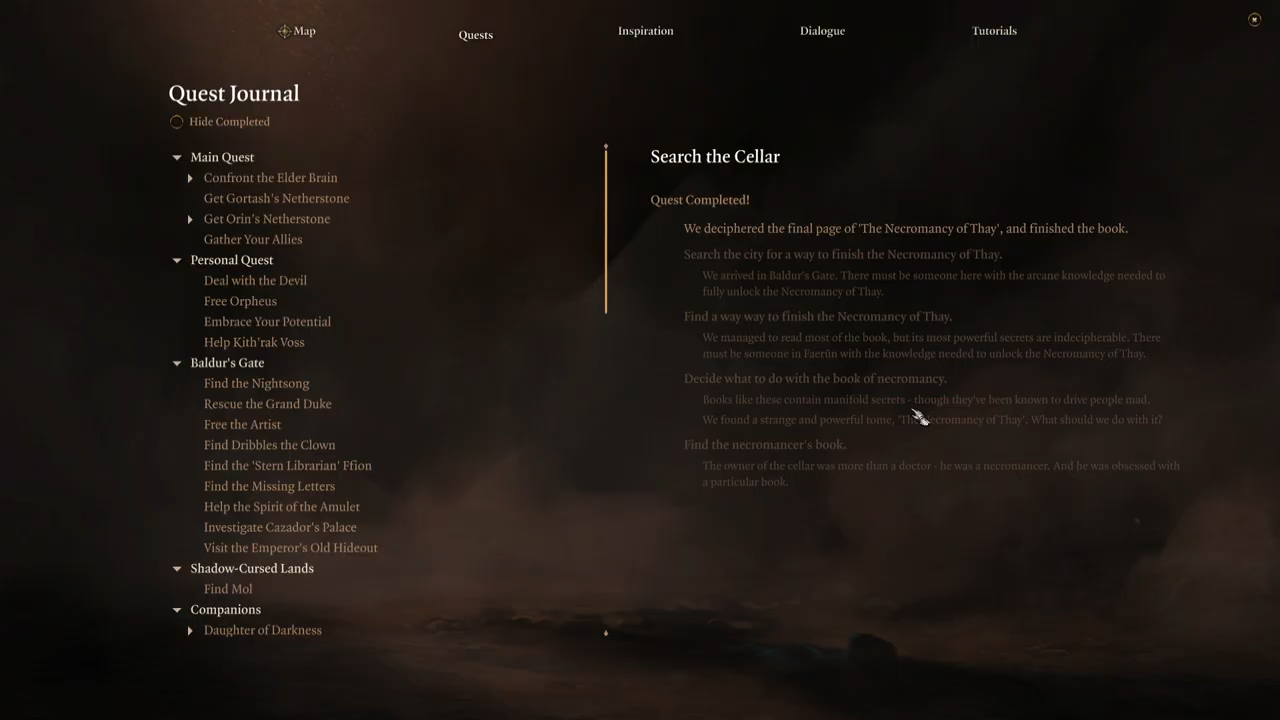 Map
Quests
Inspiration
Dialogue
Tutorials
Quest Journal
Hide Completed
Main Quest
Confront the Elder Brain
Get Gortash's Netherstone
Get Orin's Netherstone
Gather Your Allies
Personal Quest
Deal with the Devil
Free Orpheus
Embrace Your Potential
Help Kith'rak Voss
Baldur's Gate
Find the Nightsong
Rescue the Grand Duke
Free the Artist
Find Dribbles the Clown
Find the 'Stern Librarian' Ffion
Find the Missing Letters
Help the Spirit of the Amulet
Investigate Cazador's Palace
Visit the Emperor's Old Hideout
Shadow-Cursed Lands
Find Mol
Companions
Daughter of Darkness
Search the Cellar
Quest Completed!
We deciphered the final page of 'The Necromancy of Thay', and finished the book.
Search the city for a way to finish the Necromancy of Thay.
We arrived in Baldur's Gate. There must be someone here with the arcane knowledge needed to
fully unlock the Necromancy of Thay.
Find a way way to finish the Necromancy of Thay.
We managed to read most of the book, but its most powerful secrets are indecipherable. There
must be someone in Faerûn with the knowledge needed to unlock the Necromancy of Thay.
Decide what to do with the book of necromancy.
Books like these contain manifold secrets - though they've been known to drive people mad.
We found a strange and powerful tome, 'The Necromancy of Thay'. What should we do with it?
Find the necromancer's book.
The owner of the cellar was more than a doctor - he was a necromancer. And he was obsessed with
a particular book.